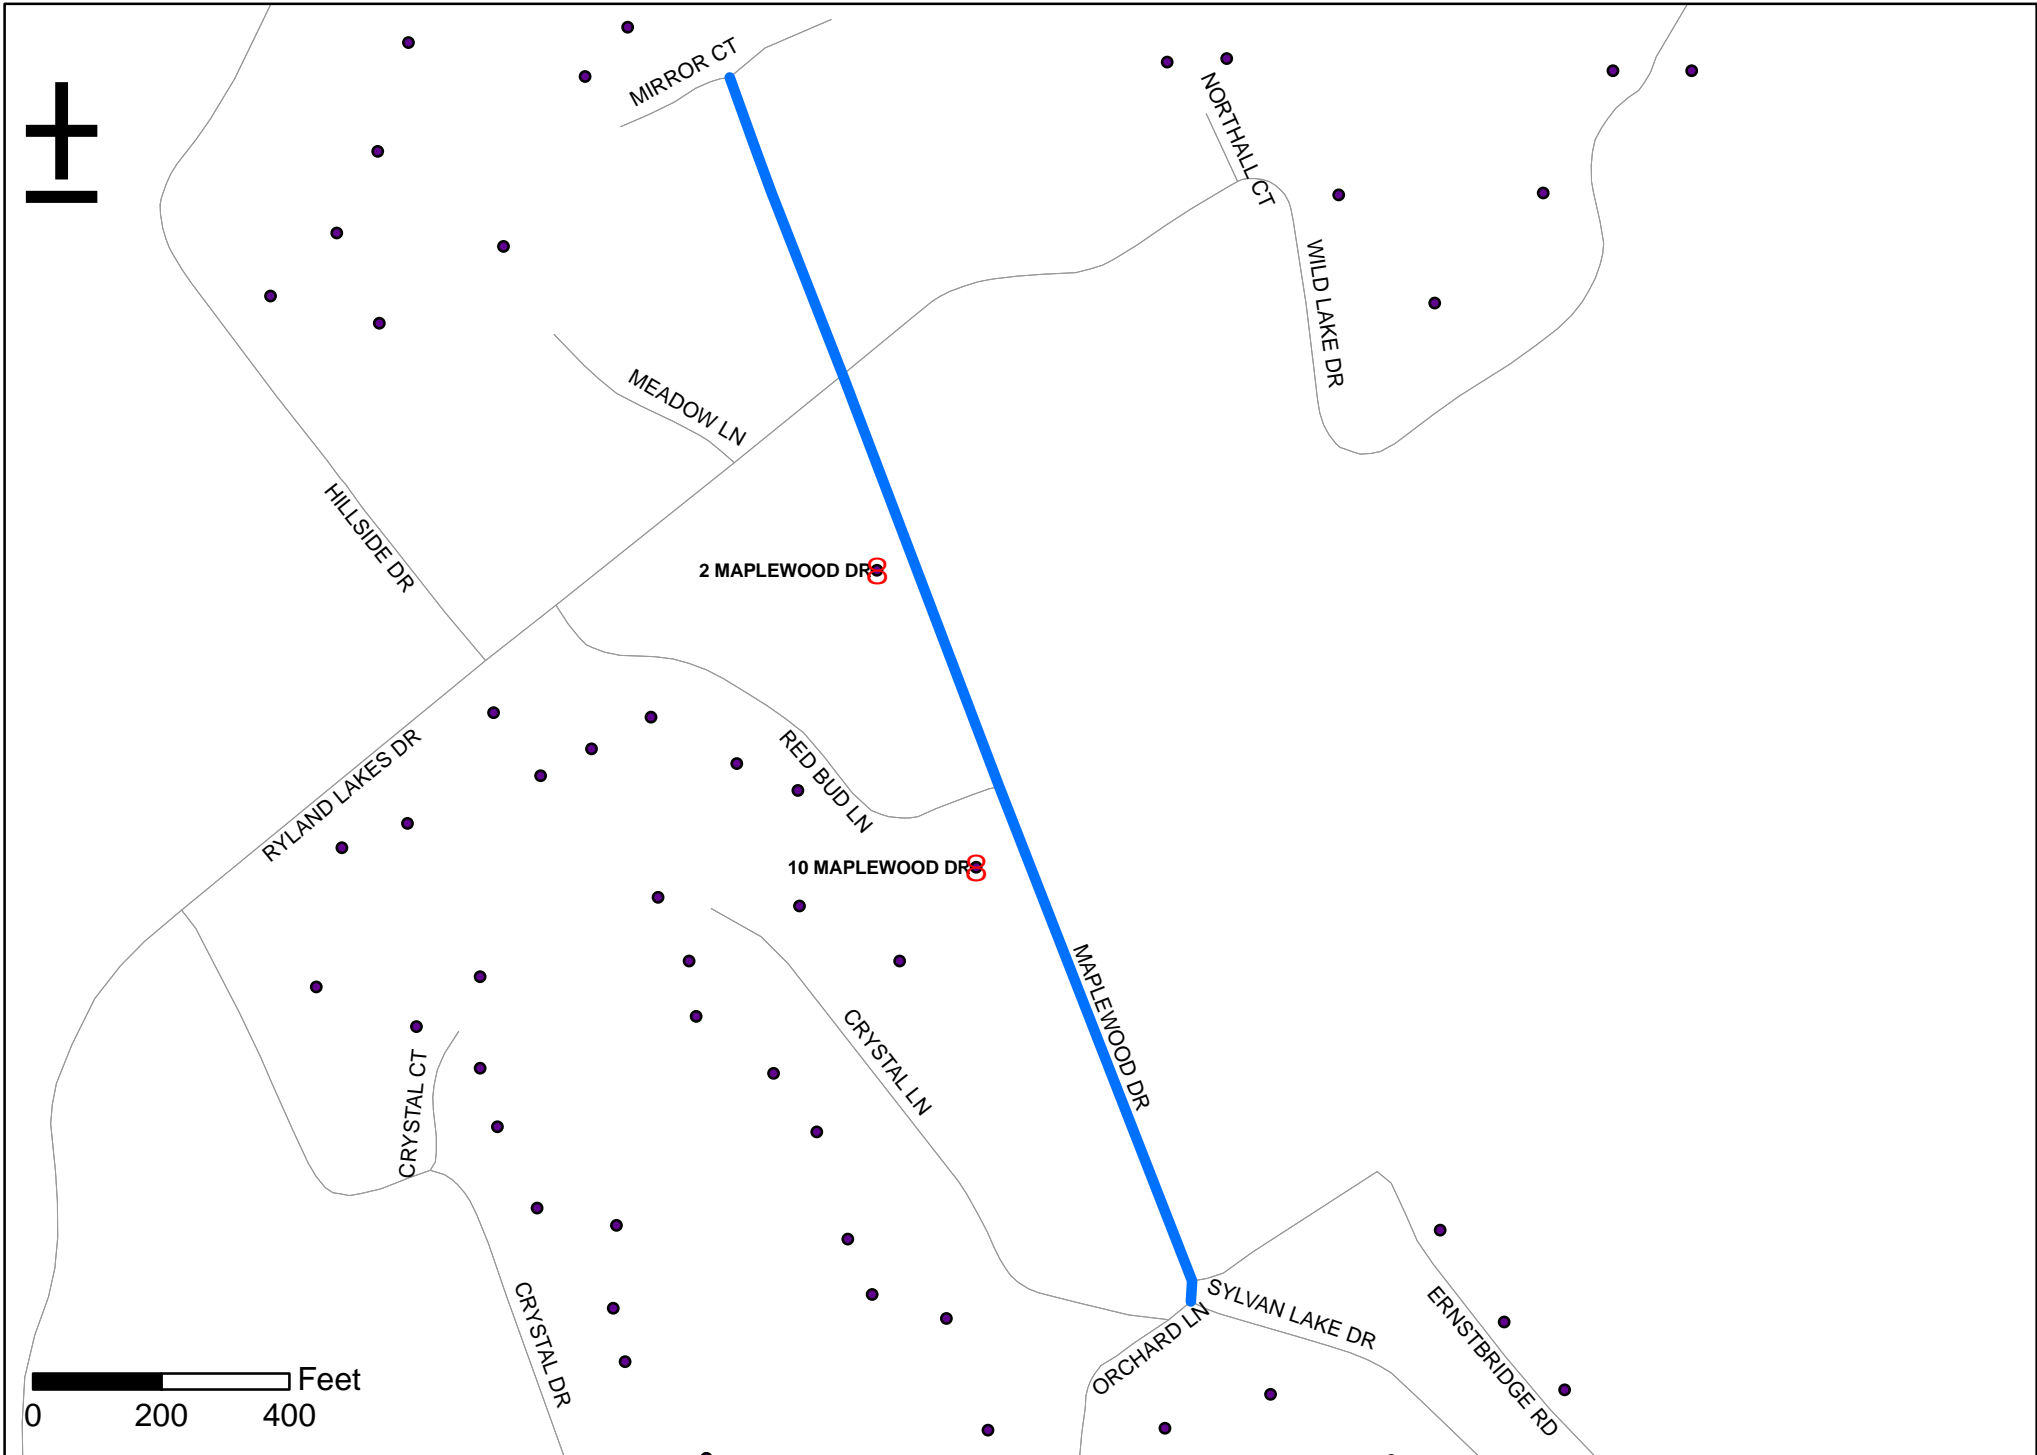 MIRROR CT
NORTHALL CT
WILD LAKE DR
MEADOW LN
HILLSIDE DR
2 MAPLEWOOD DR
RYLAND LAKES DR
RED BUD LN
10 MAPLEWOOD DR
MAPLEWOOD DR
CRYSTAL LN
CRYSTAL CT
CRYSTAL DR
SYLVAN LAKE DR
ORCHARD LN
ERNSTBRIDGE RD
Feet
0 200 400